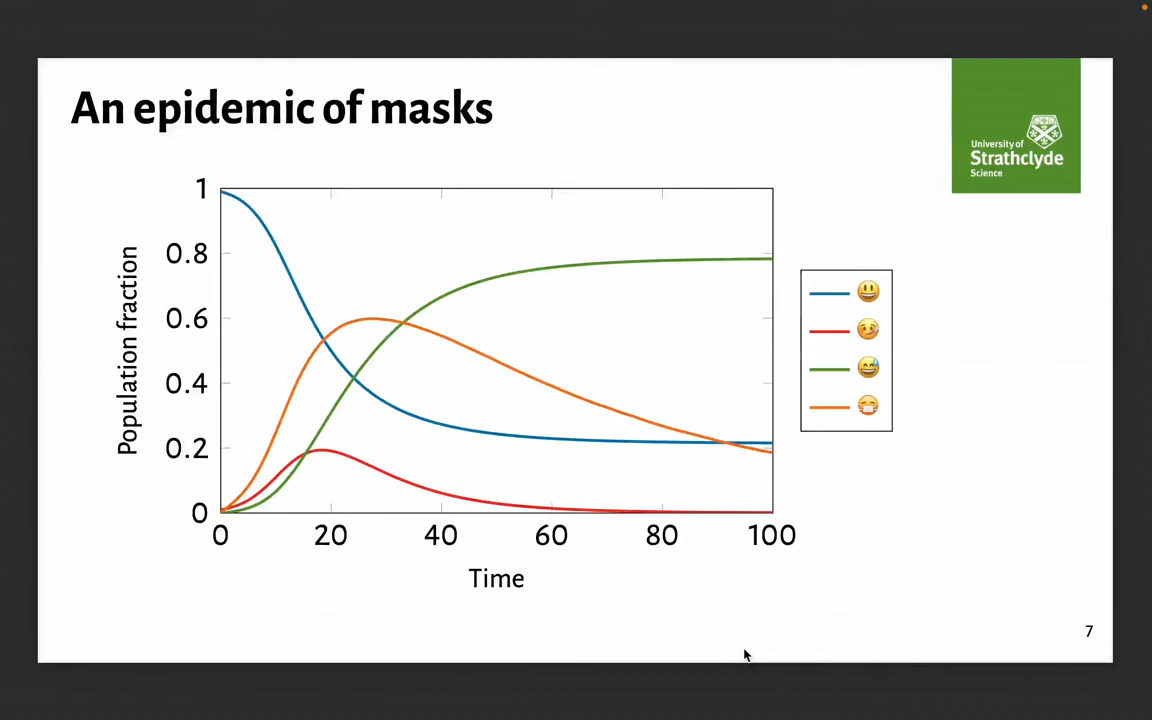 An epidemic of masks
University of
Strathclyde
Science
1
0.8
0.6
0.4
0.2
0
Population fraction
0 20 40 60 80 100
Time
7